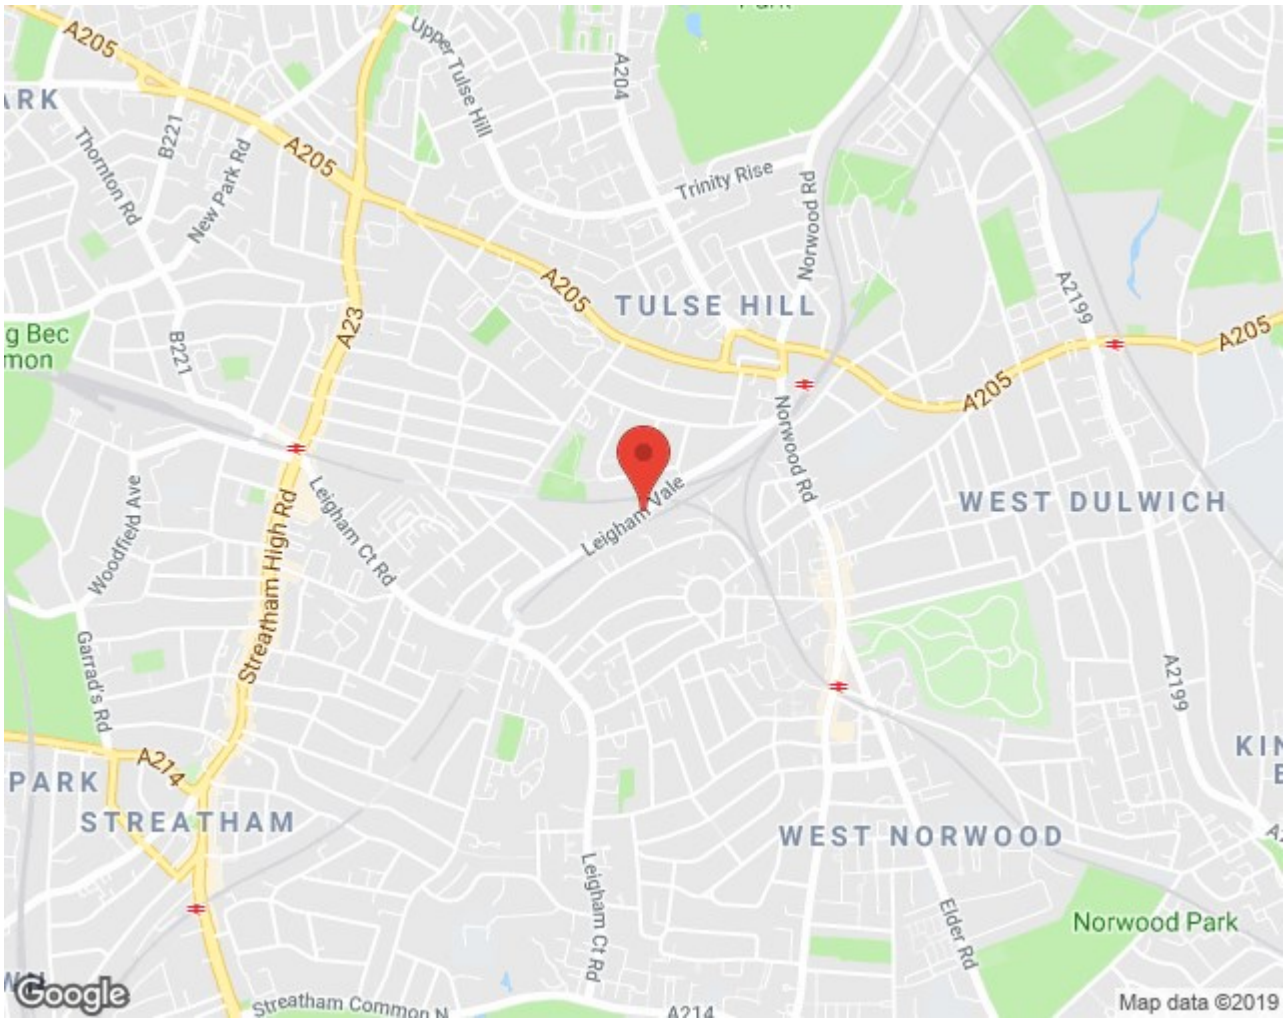 Park
A205
Upper Tulse Hill
A204
ARK
B221
Thornton Rd
New Park Rd
A205
Trinity Rise
Norwood Rd
A205
TULSE HILL
A2199
A23
g Bec
mon
B221
A205
A205
Norwood Rd
Leigham Vale
WEST DULWICH
Woodfield Ave
Leigham Ct Rd
Streatham High Rd
Garrad's Rd
A2199
A214
KIN
E
PARK
STREATHAM
WEST NORWOOD
A2
Leigham Ct Rd
Elder Rd
Norwood Park
Google
Streatham Common N
A214
Map data ©2019